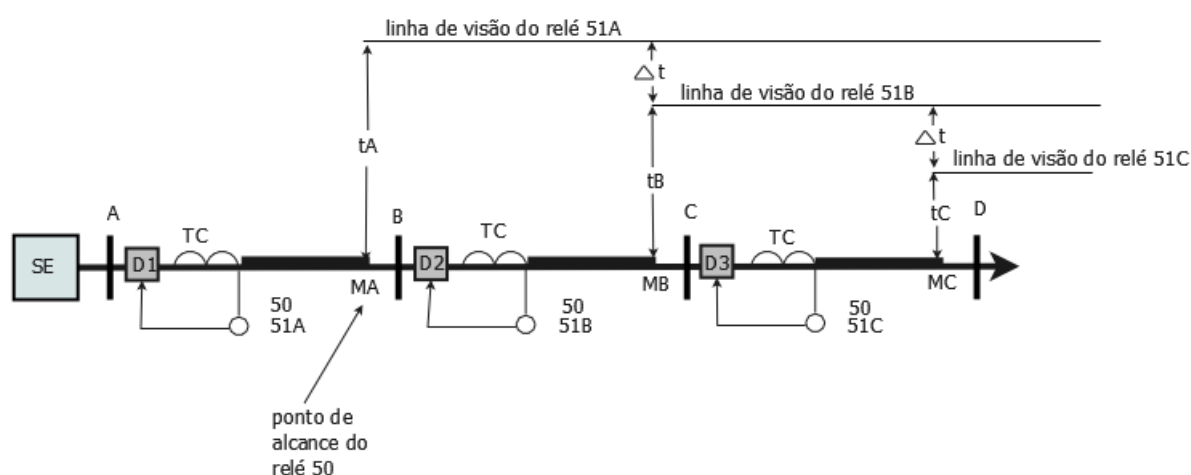 linha de visão do relé 51A
△ t
linha de visão do relé 51B
△ t
linha de visão do relé 51C
tA
tB
tC
A
B
C
D
SE
D1
TC
D2
TC
D3
TC
MA
MB
MC
50
51A
50
51B
50
51C
ponto de
alcance do
relé 50